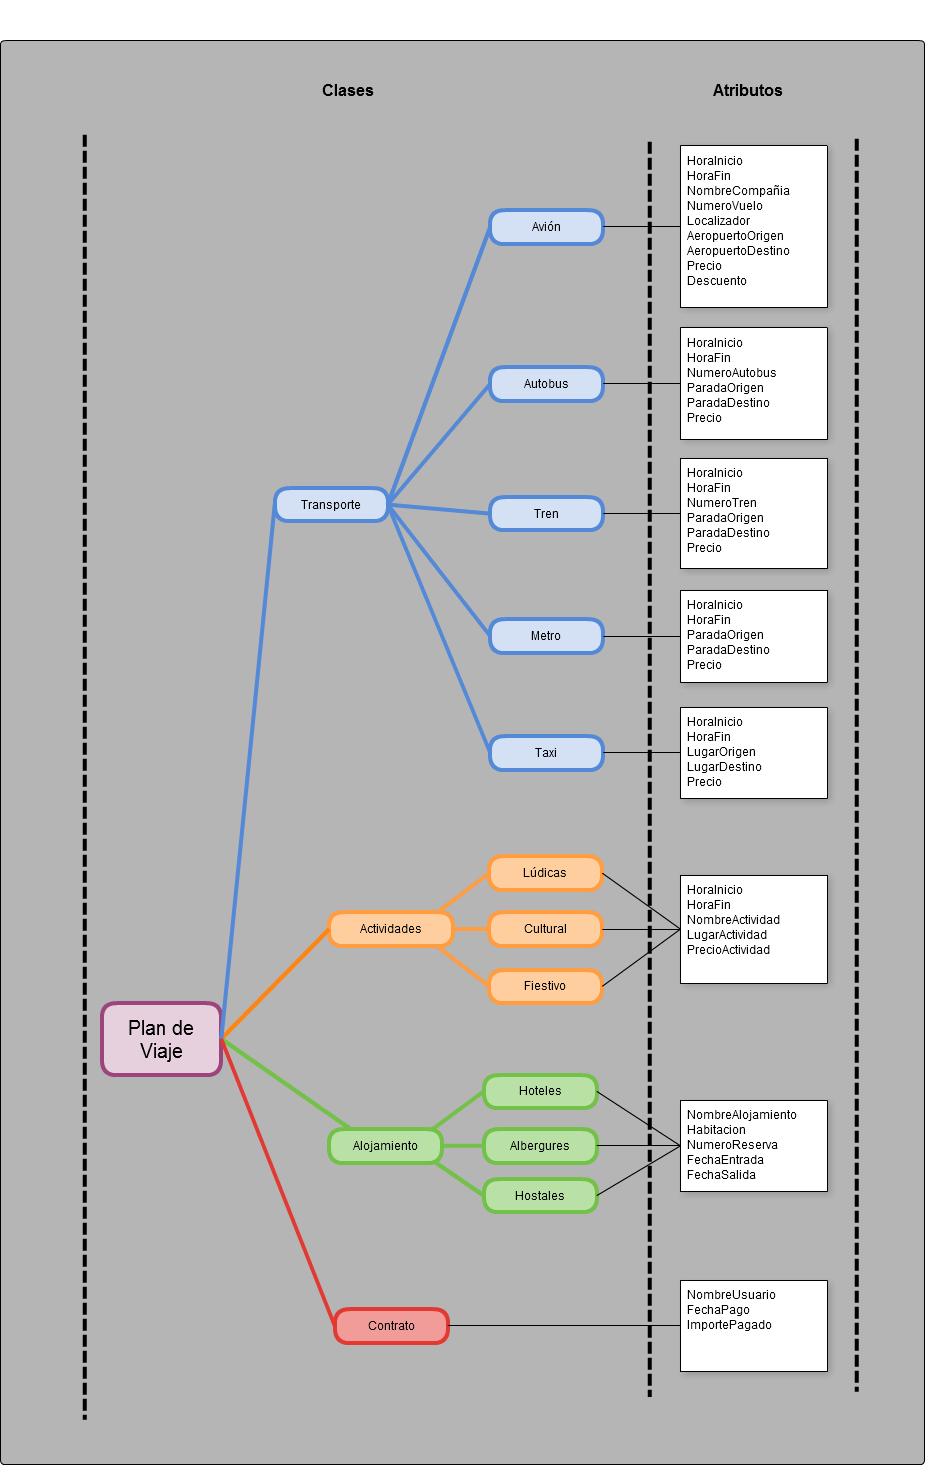 Clases
Atributos
Avión
HoraInicio
HoraFin
NombreCompañia
NumeroVuelo
Localizador
AeropuertoOrigen
AeropuertoDestino
Precio
Descuento
Autobus
HoraInicio
HoraFin
NumeroAutobus
ParadaOrigen
ParadaDestino
Precio
Transporte
Tren
HoraInicio
HoraFin
NumeroTren
ParadaOrigen
ParadaDestino
Precio
Metro
HoraInicio
HoraFin
ParadaOrigen
ParadaDestino
Precio
Taxi
HoraInicio
HoraFin
LugarOrigen
LugarDestino
Precio
Lúdicas
Actividades
Cultural
Fiestivo
HoraInicio
HoraFin
NombreActividad
LugarActividad
PrecioActividad
Plan de
Viaje
Hoteles
Alojamiento
Albergures
Hostales
NombreAlojamiento
Habitacion
NumeroReserva
FechaEntrada
FechaSalida
Contrato
NombreUsuario
FechaPago
ImportePagado